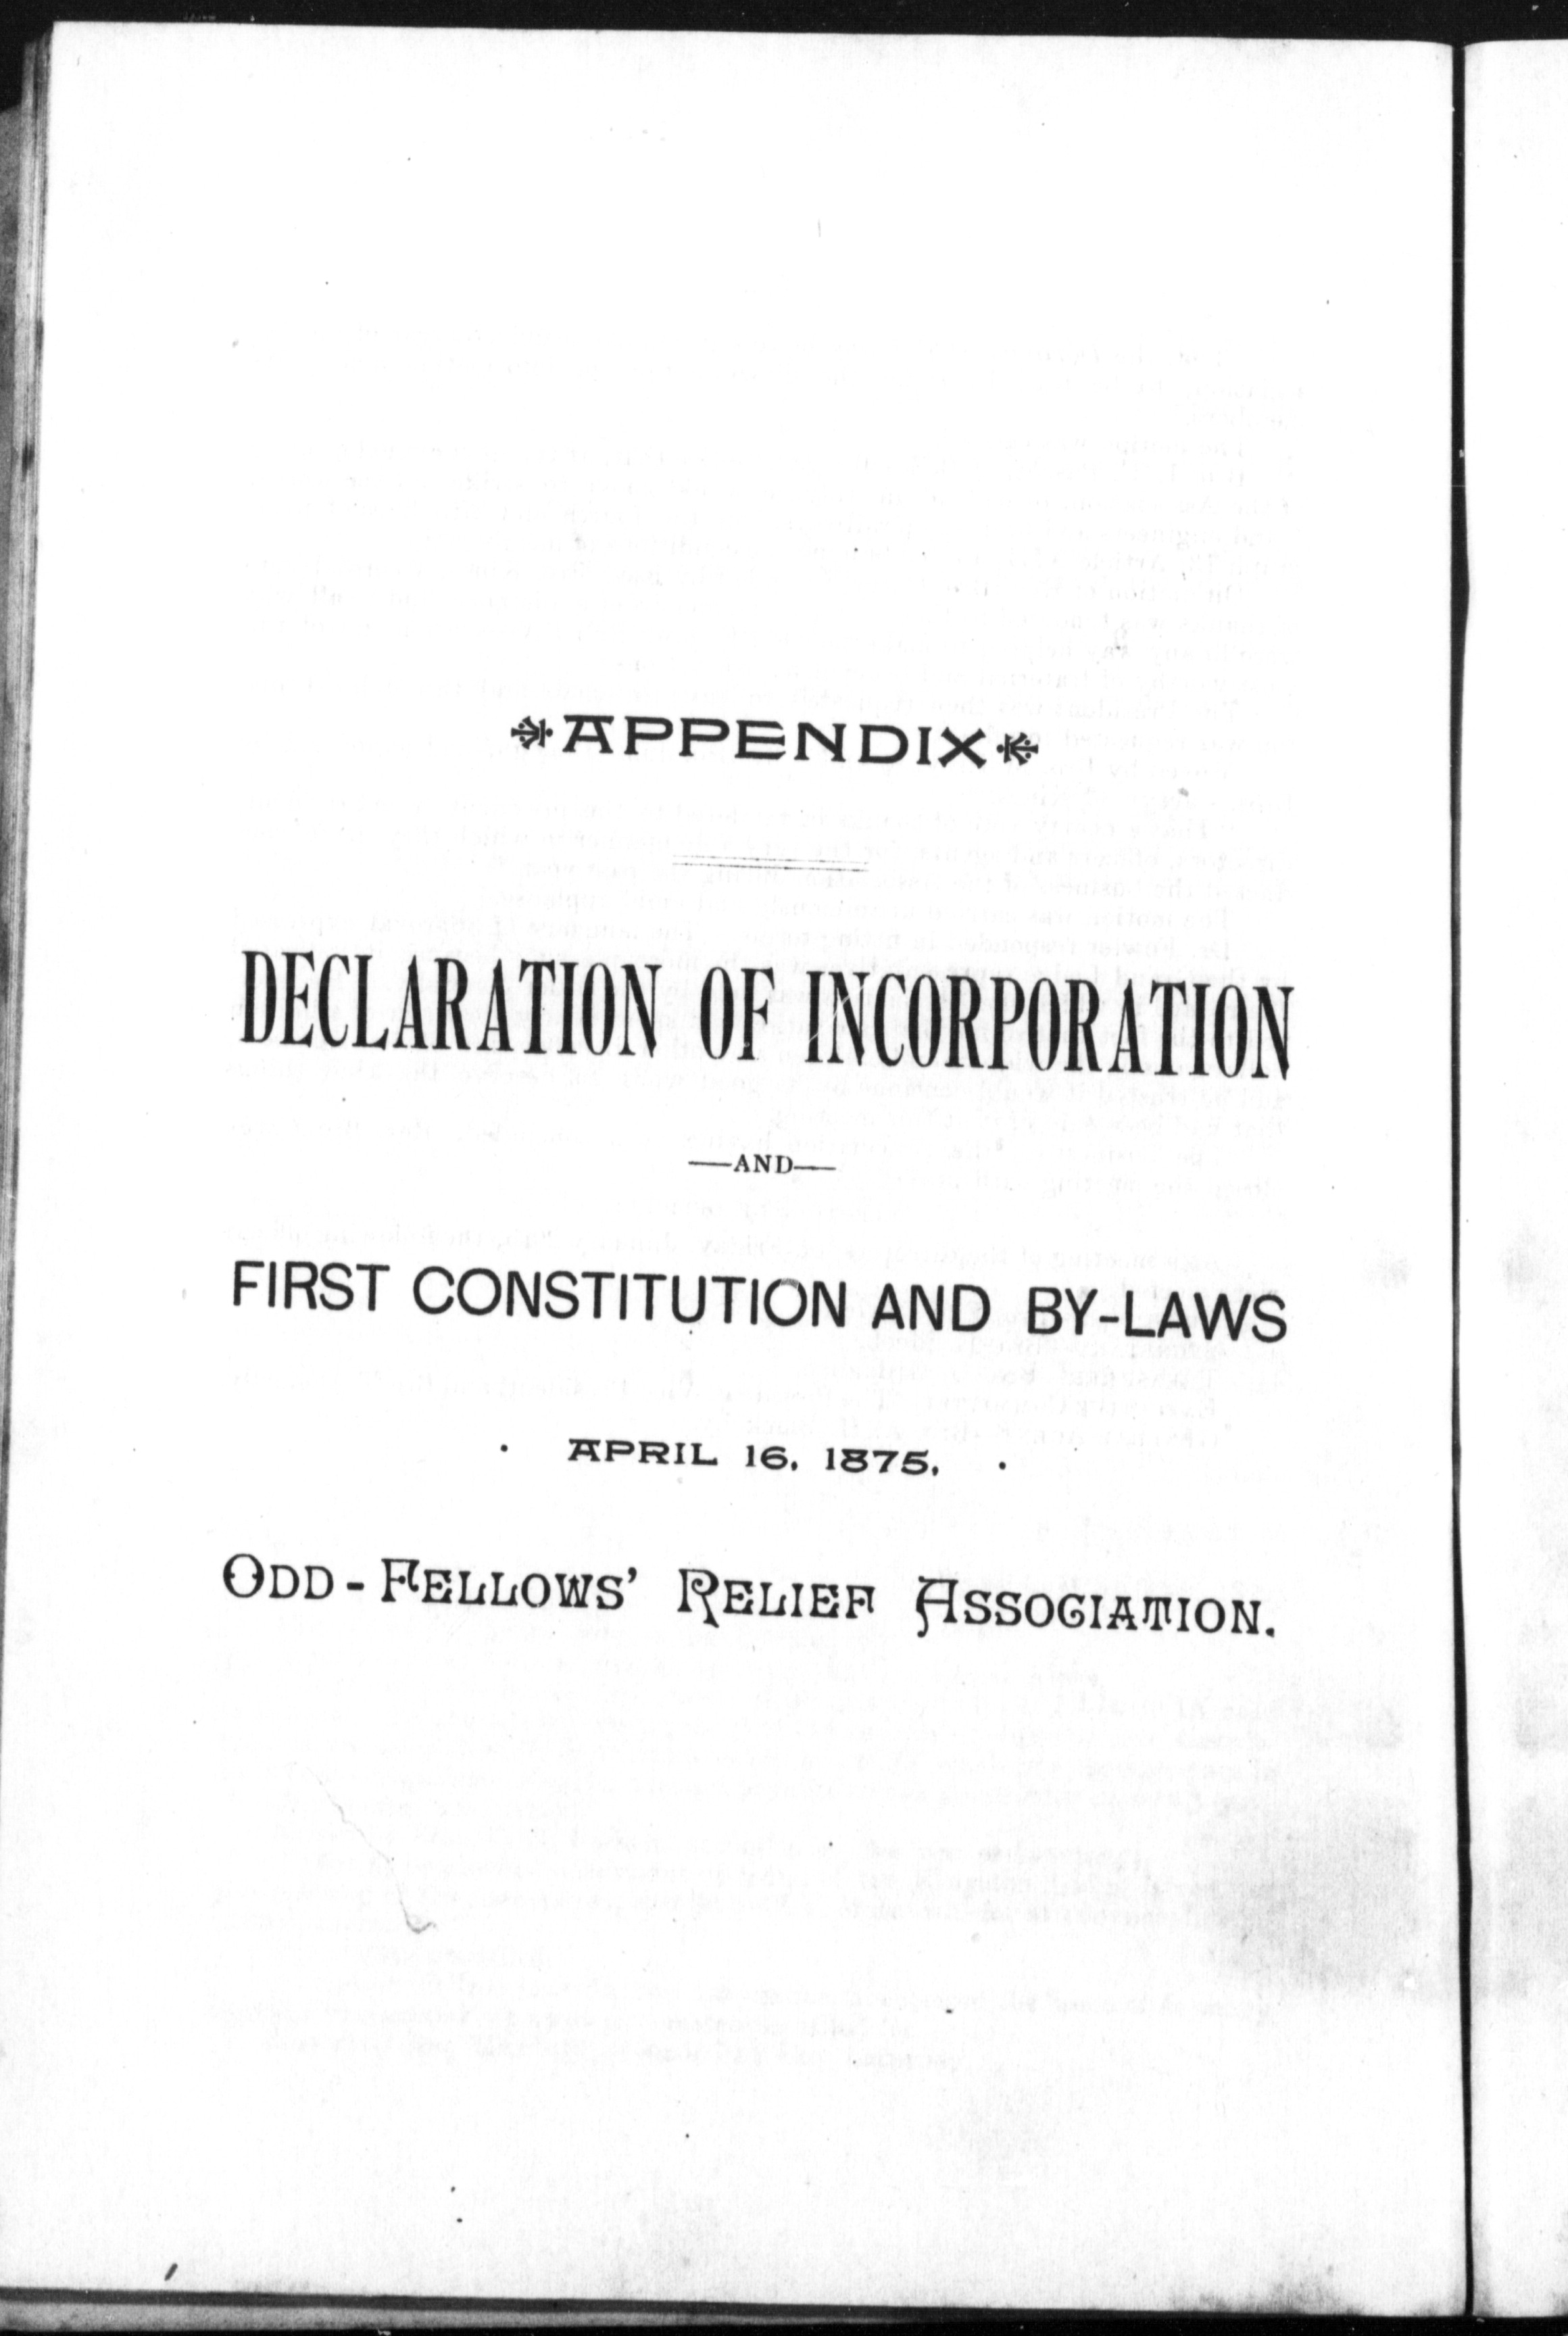 APPENDIX
DECLARATION OF INCORPORATION
—AND—
FIRST CONSTITUTION AND BY-LAWS
APRIL 16, 1875,
ODD-FELLOWS' RELIEF ASSOCIATION.